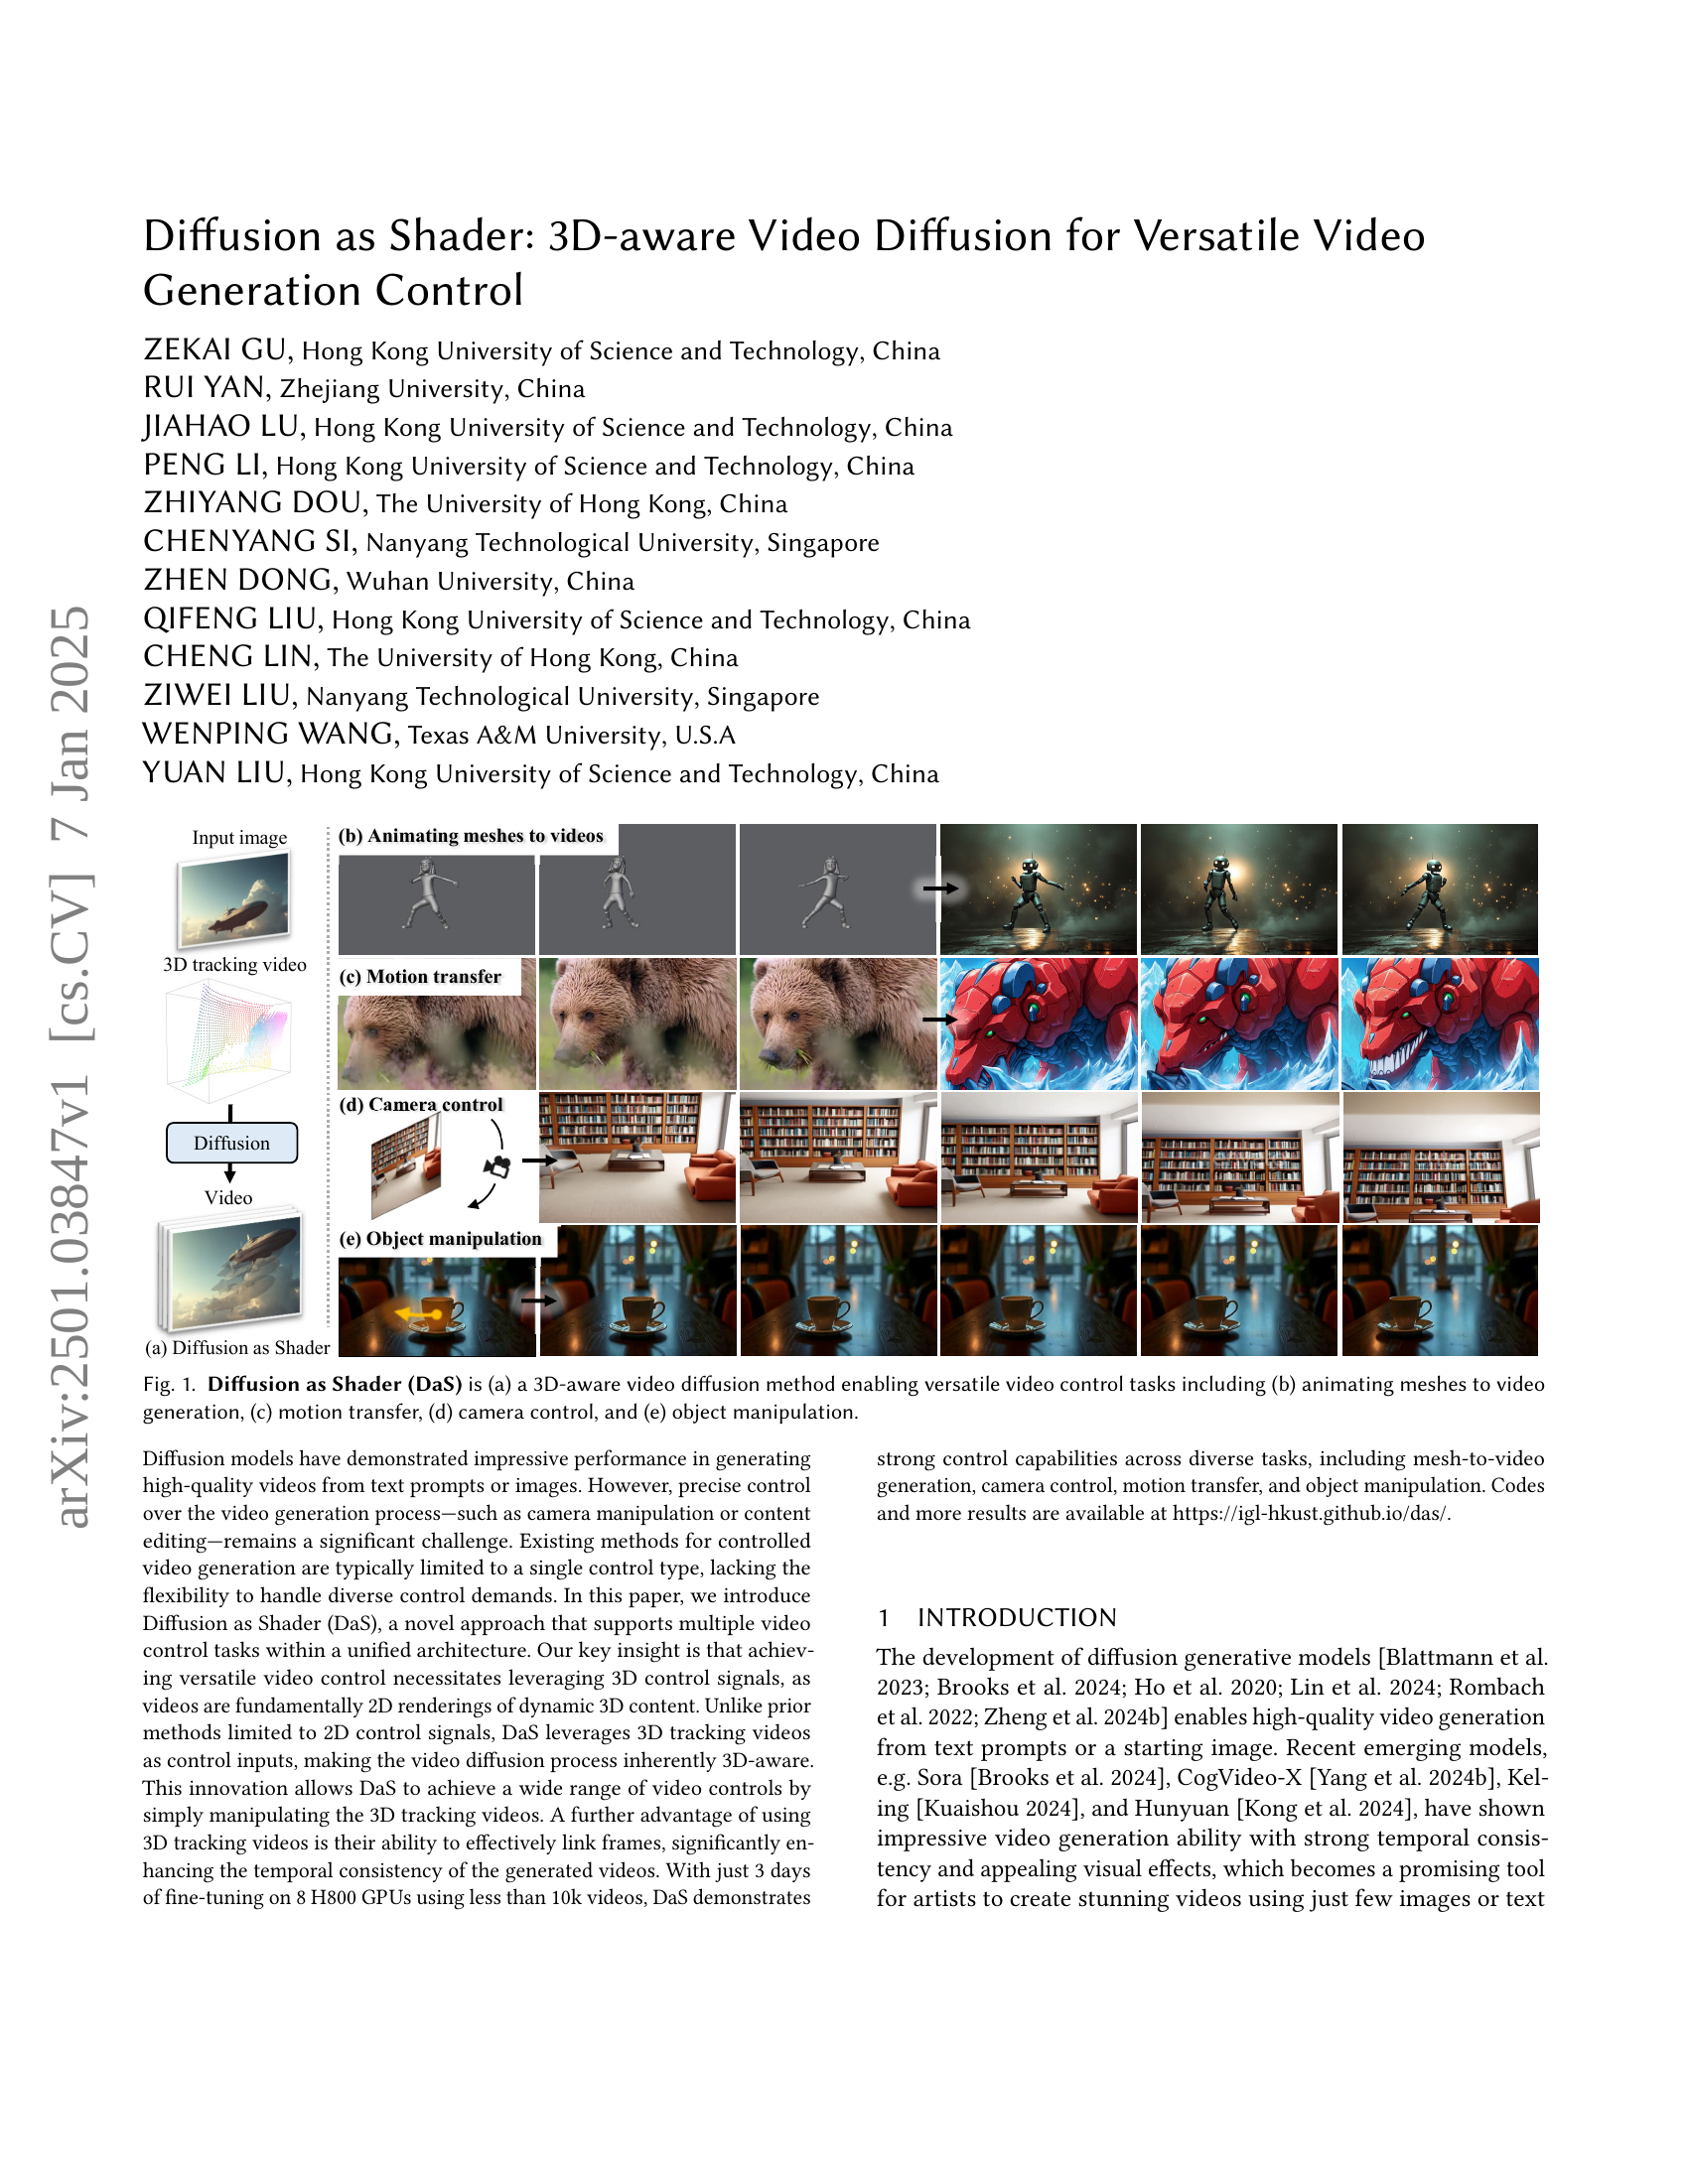 arXiv:2501.03847v1 [cs.CV] 7 Jan 2025
Diffusion as Shader: 3D-aware Video Diffusion for Versatile Video
Generation Control
ZEKAI GU, Hong Kong University of Science and Technology, China
RUI YAN, Zhejiang University, China
JIAHAO LU, Hong Kong University of Science and Technology, China
PENG LI, Hong Kong University of Science and Technology, China
ZHIYANG DOU, The University of Hong Kong, China
CHENYANG SI, Nanyang Technological University, Singapore
ZHEN DONG, Wuhan University, China
QIFENG LIU, Hong Kong University of Science and Technology, China
CHENG LIN, The University of Hong Kong, China
ZIWEI LIU, Nanyang Technological University, Singapore
WENPING WANG, Texas A&M University, U.S.A
YUAN LIU, Hong Kong University of Science and Technology, China
Input image
3D tracking video
Diffusion
Video
(a) Diffusion as Shader
(b) Animating meshes to videos
(c) Motion transfer
(d) Camera control
(e) Object manipulation
Fig. 1. Diffusion as Shader (DaS) is (a) a 3D-aware video diffusion method enabling versatile video control tasks including (b) animating meshes to video
generation, (c) motion transfer, (d) camera control, and (e) object manipulation.
Diffusion models have demonstrated impressive performance in generating
high-quality videos from text prompts or images. However, precise control
over the video generation process—such as camera manipulation or content
editing—remains a significant challenge. Existing methods for controlled
video generation are typically limited to a single control type, lacking the
flexibility to handle diverse control demands. In this paper, we introduce
Diffusion as Shader (DaS), a novel approach that supports multiple video
control tasks within a unified architecture. Our key insight is that achiev-
ing versatile video control necessitates leveraging 3D control signals, as
videos are fundamentally 2D renderings of dynamic 3D content. Unlike prior
methods limited to 2D control signals, DaS leverages 3D tracking videos
as control inputs, making the video diffusion process inherently 3D-aware.
This innovation allows DaS to achieve a wide range of video controls by
simply manipulating the 3D tracking videos. A further advantage of using
3D tracking videos is their ability to effectively link frames, significantly en-
hancing the temporal consistency of the generated videos. With just 3 days
of fine-tuning on 8 H800 GPUs using less than 10k videos, DaS demonstrates
strong control capabilities across diverse tasks, including mesh-to-video
generation, camera control, motion transfer, and object manipulation. Codes
and more results are available at https://igl-hkust.github.io/das/.
1 INTRODUCTION
The development of diffusion generative models [Blattmann et al.
2023; Brooks et al. 2024; Ho et al. 2020; Lin et al. 2024; Rombach
et al. 2022; Zheng et al. 2024b] enables high-quality video generation
from text prompts or a starting image. Recent emerging models,
e.g. Sora [Brooks et al. 2024], CogVideo-X [Yang et al. 2024b], Kel-
ing [Kuaishou 2024], and Hunyuan [Kong et al. 2024], have shown
impressive video generation ability with strong temporal consis-
tency and appealing visual effects, which becomes a promising tool
for artists to create stunning videos using just few images or text